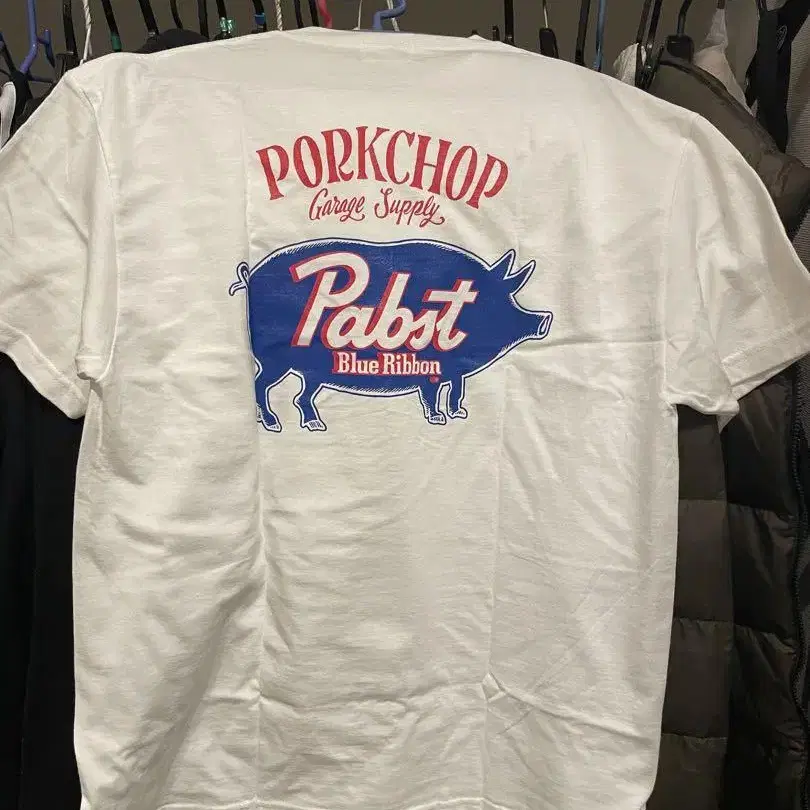 PORKCHOP
Garage Supply
Pabst
Blue Ribbon